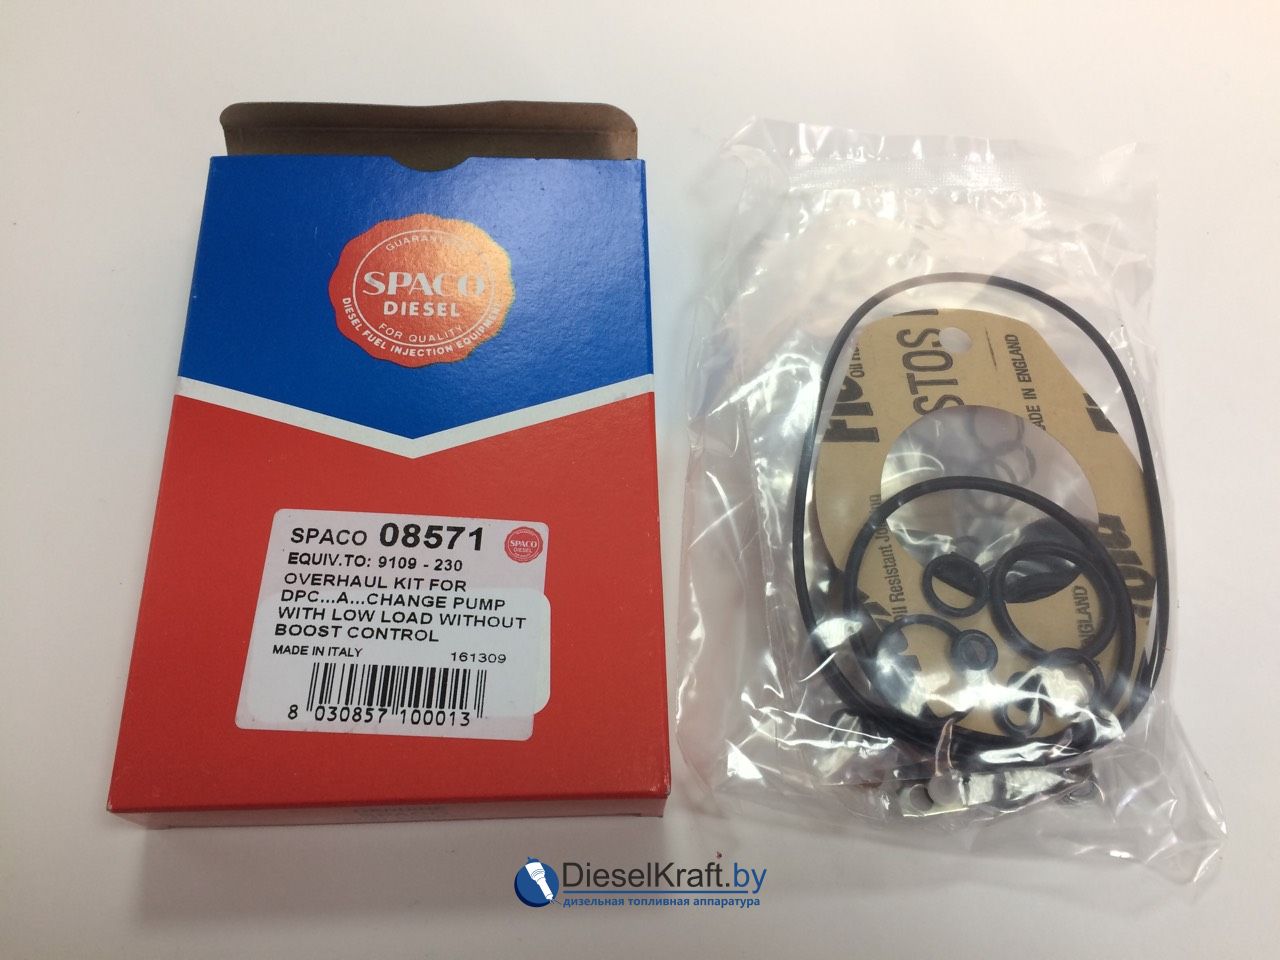 GUARANTEED
SPACO
DIESEL
FOR QUALITY
DIESEL FUEL INJECTION EQUIPMENT
SPACO 08571
SPACO
DIESEL
EQUIV.TO: 9109 - 230
OVERHAUL KIT FOR
DPC...A...CHANGE PUMP
WITH LOW LOAD WITHOUT
BOOST CONTROL
MADE IN ITALY 161309
8 030857 100013
STOS
MADE IN ENGLAND
Oil Resistant Jointing
ENGLAND
DieselKraft.by
дизельная топливная аппаратура